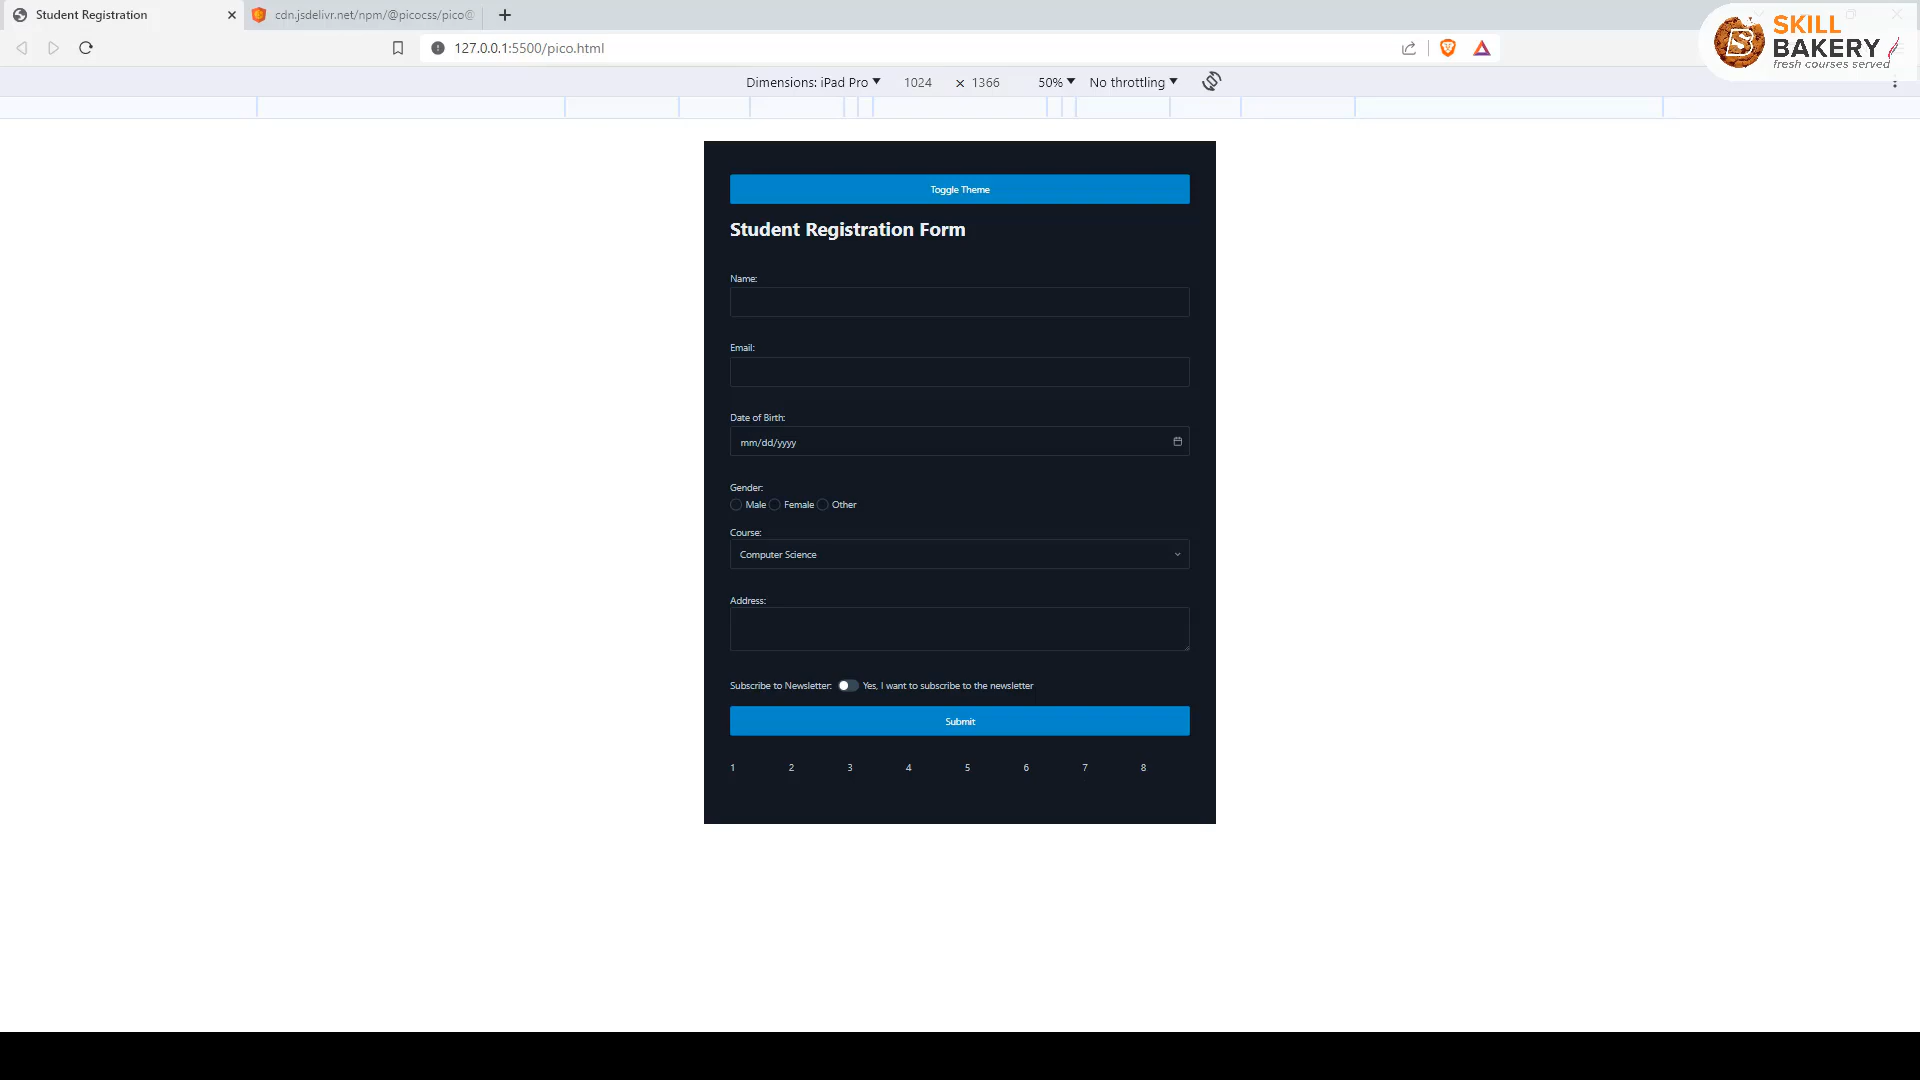 Student Registration
cdn.jsdelivr.net/npm/@picocss/pico@
127.0.0.1:5500/pico.html
SKILL
BAKERY
fresh courses served
Dimensions: iPad Pro 1024 × 1366 50% No throttling
Toggle Theme
Student Registration Form
Name:
Email:
Date of Birth:
mm/dd/yyyy
Gender:
Male Female Other
Course:
Computer Science
Address:
Subscribe to Newsletter: Yes, I want to subscribe to the newsletter
Submit
1 2 3 4 5 6 7 8